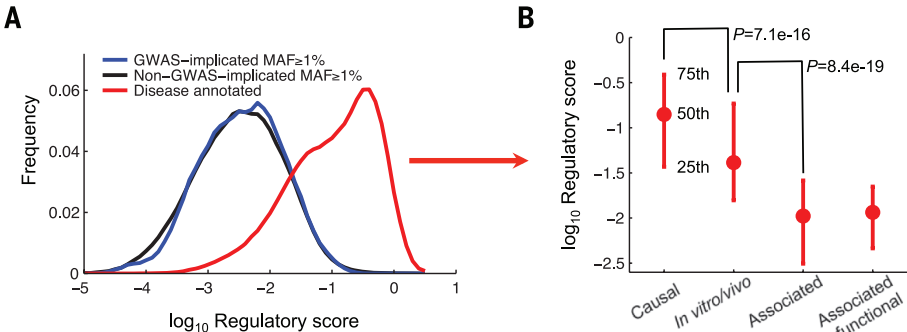 A
GWAS-implicated MAF≥1%
Non-GWAS-implicated MAF≥1%
Disease annotated
0.06
0.04
0.02
0
Frequency
-5
-4
-3
-2
-1
0
1
log10 Regulatory score
B
P=7.1e-16
P=8.4e-19
0
-0.5
-1
-1.5
-2
-2.5
log10 Regulatory score
75th
50th
25th
Causal
In vitro/vivo
Associated
Associated
functional